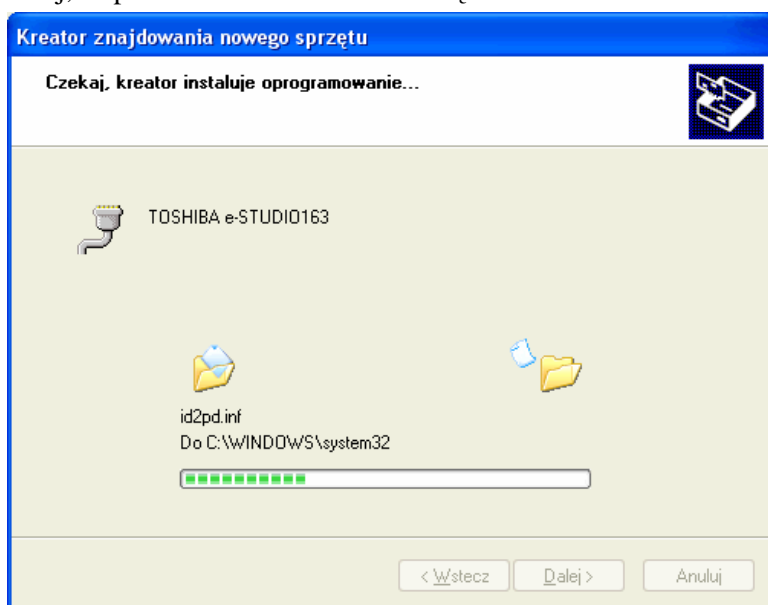 Kreator znajdowania nowego sprzętu
Czekaj, kreator instaluje oprogramowanie...
TOSHIBA e-STUDIO163
id2pd.inf
Do C:\WINDOWS\system32
< Wstecz
Dalej >
Anuluj